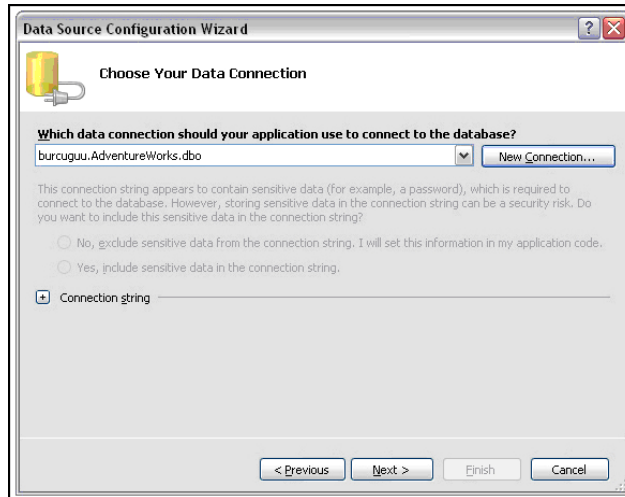 Data Source Configuration Wizard
Choose Your Data Connection
Which data connection should your application use to connect to the database?
burcuguu.AdventureWorks.dbo
New Connection...
This connection string appears to contain sensitive data (for example, a password), which is required to
connect to the database. However, storing sensitive data in the connection string can be a security risk. Do
you want to include this sensitive data in the connection string?
No, exclude sensitive data from the connection string. I will set this information in my application code.
Yes, include sensitive data in the connection string.
Connection string
< Previous
Next >
Finish
Cancel